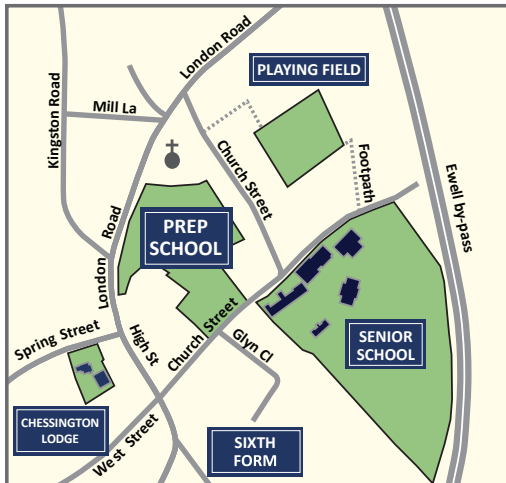 London Road
PLAYING FIELD
Kingston Road
Mill La
Church Street
Footpath
Ewell by-pass
London Road
PREP
SCHOOL
Spring Street
High St
Church Street
Glyn Cl
SENIOR
SCHOOL
CHESSINGTON
LODGE
West Street
SIXTH
FORM